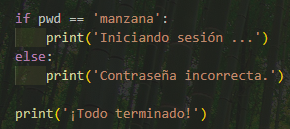 if pwd == 'manzana':
    print('Iniciando sesión ...')
else:
    print('Contraseña incorrecta.')

print('¡Todo terminado!')